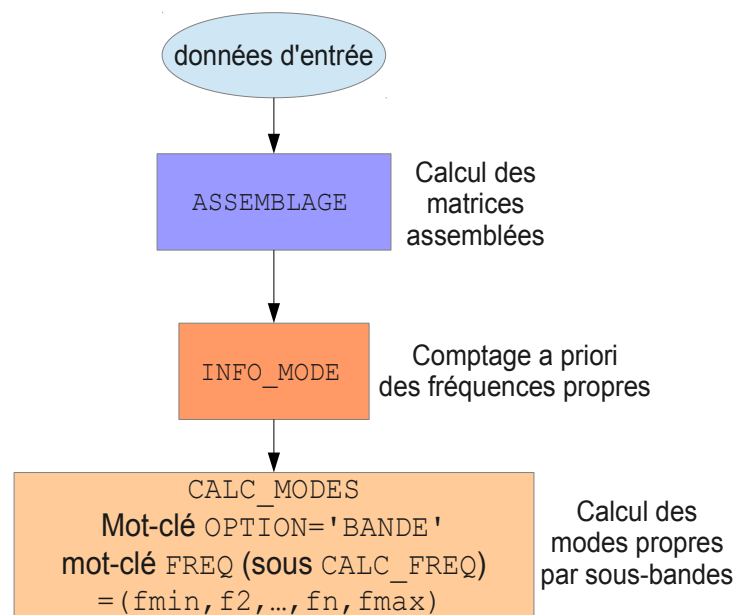 données d'entrée
ASSEMBLAGE
Calcul des
matrices
assemblées
INFO_MODE
Comptage a priori
des fréquences propres
CALC_MODES
Mot-clé OPTION='BANDE'
mot-clé FREQ (sous CALC_FREQ)
=(fmin,f2,…,fn,fmax)
Calcul des
modes propres
par sous-bandes